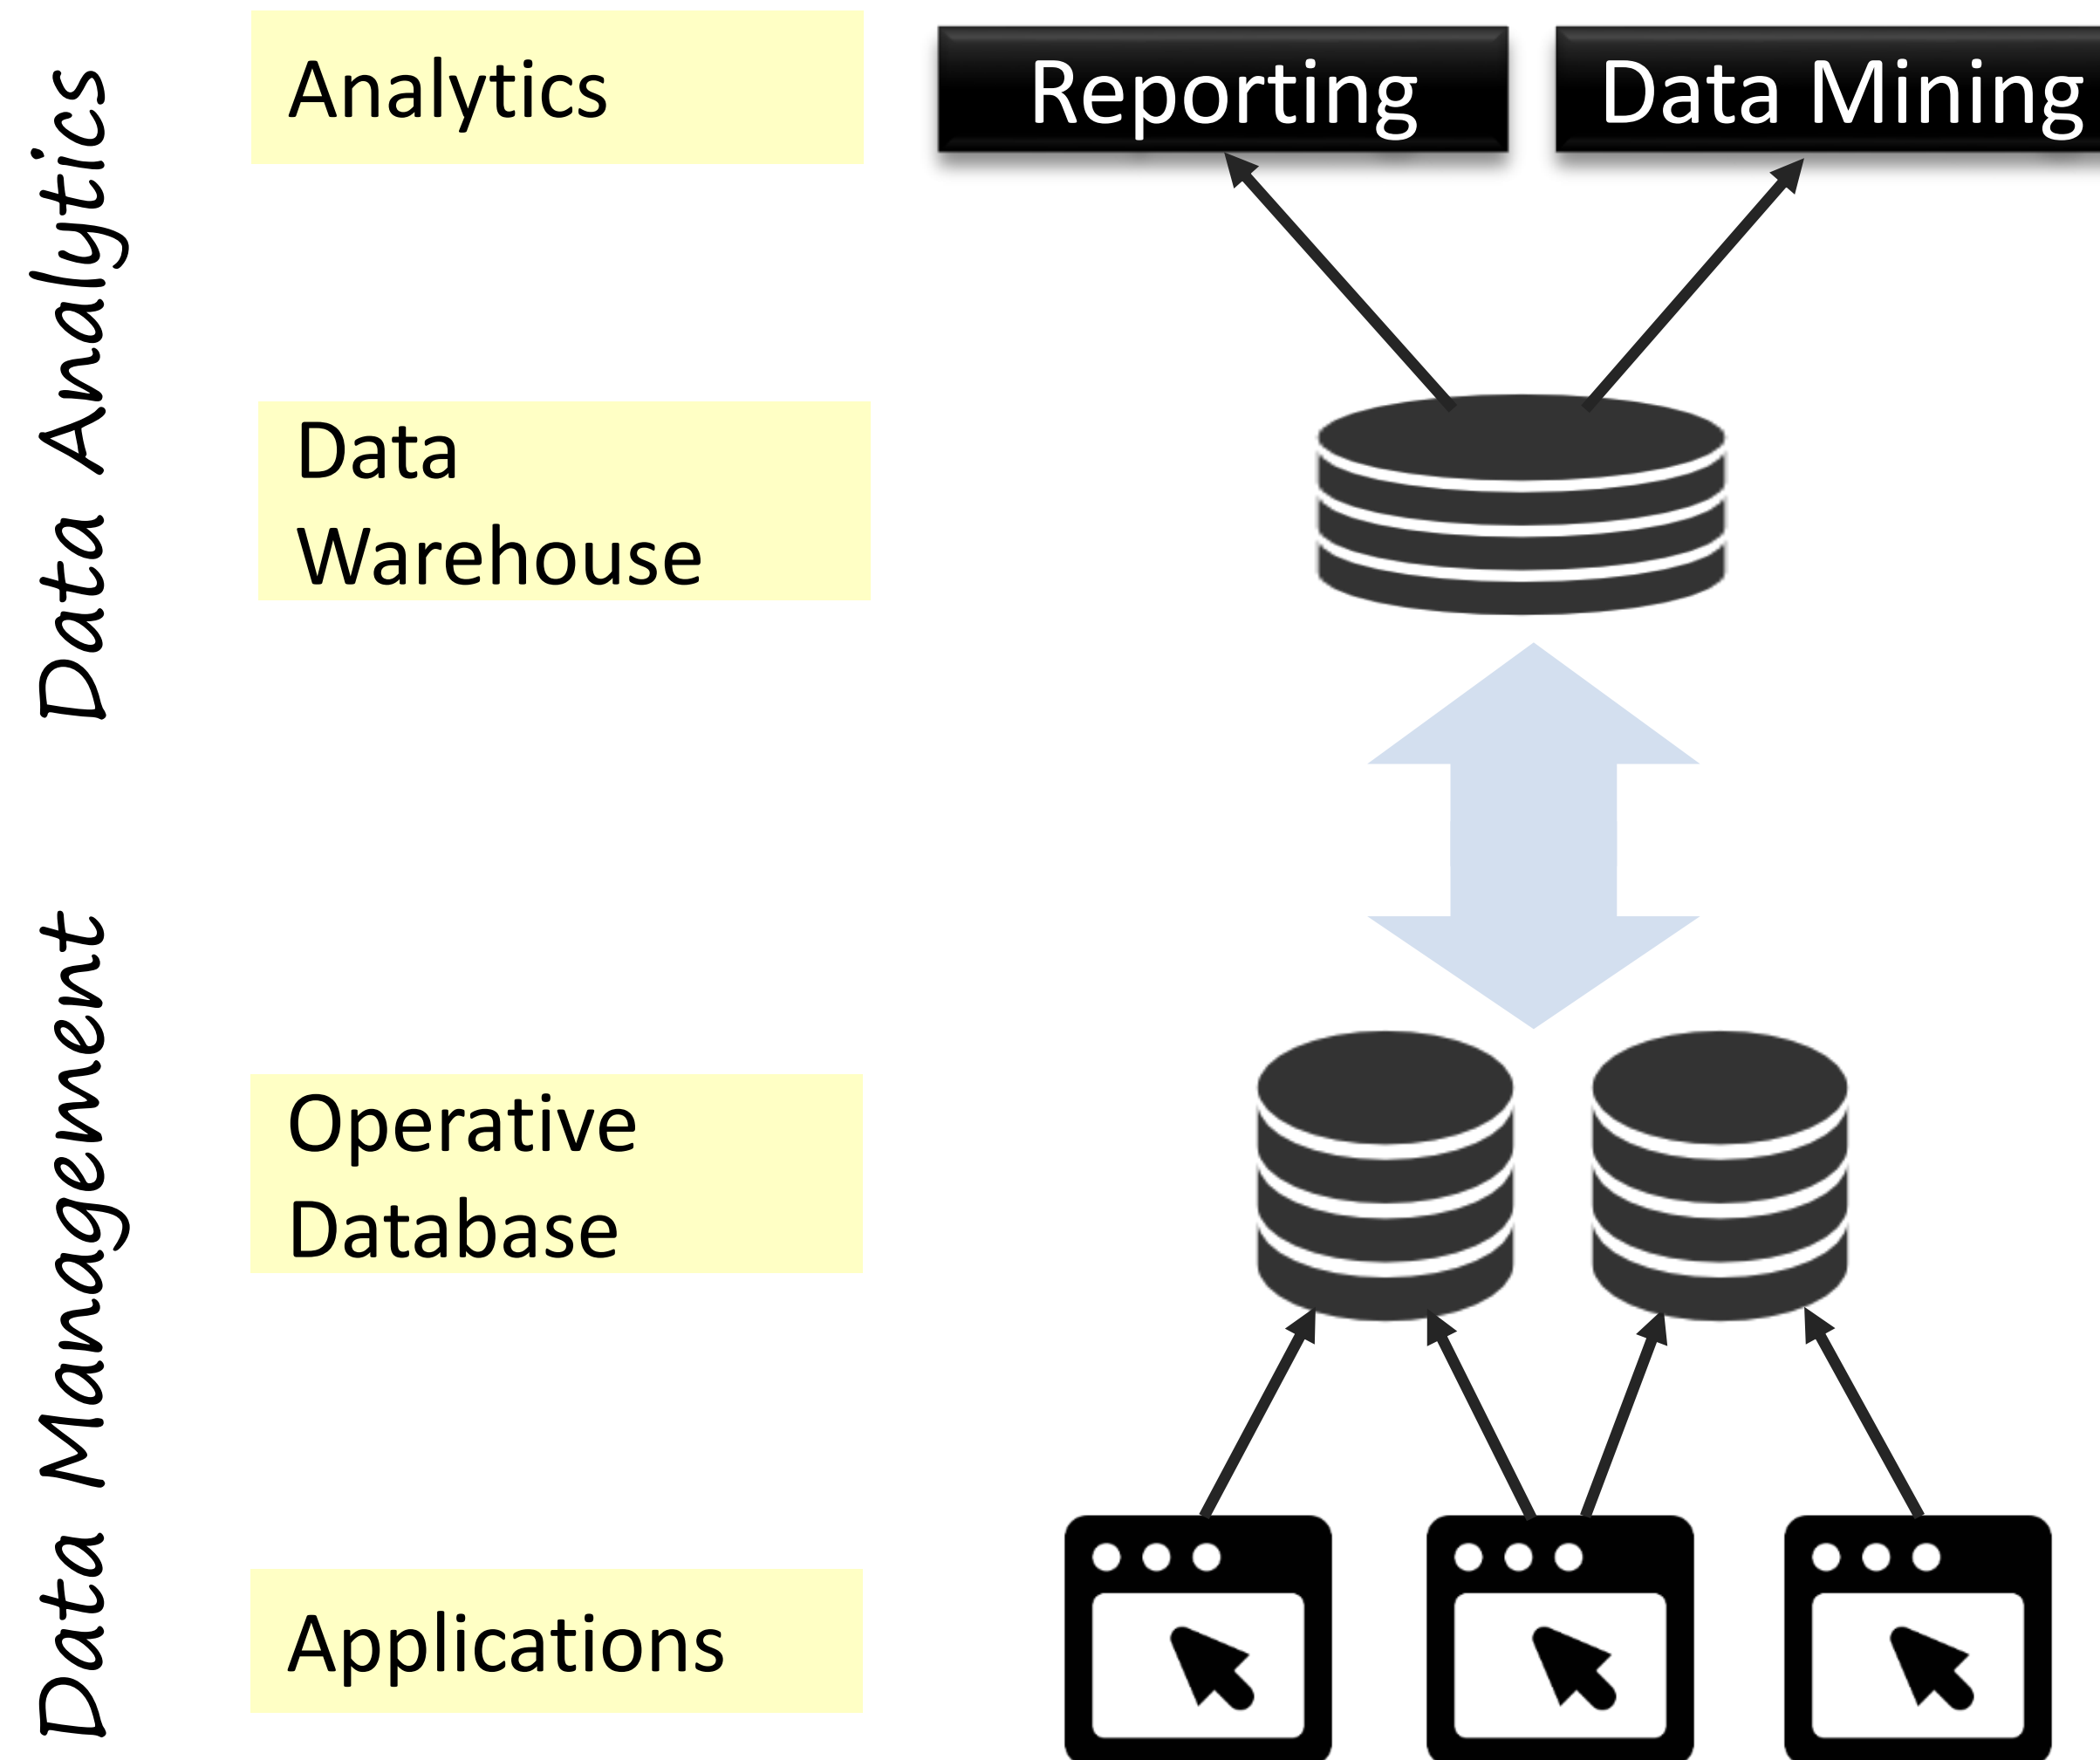 Data Analytics
Analytics
Reporting
Data Mining
Data
Warehouse
Data Management
Operative
Database
Applications